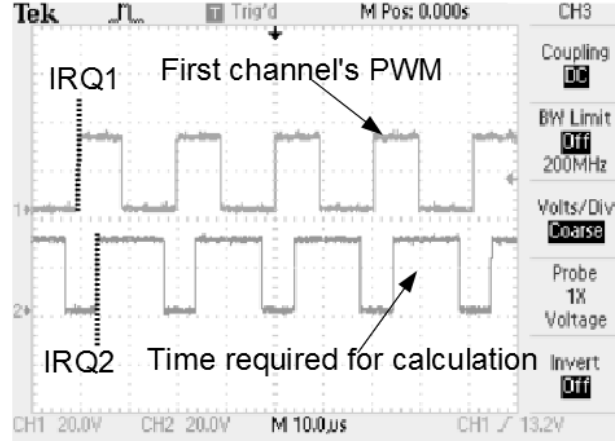 Tek Trig'd M Pos: 0.000s CH3
Coupling
DC
IRQ1 First channel's PWM
BW Limit
Off
200MHz
1
Volts/Div
Coarse
Probe
1X
Voltage
2
IRQ2 Time required for calculation
Invert
Off
CH1 20.0V CH2 20.0V M 10.0µs CH1 13.2V